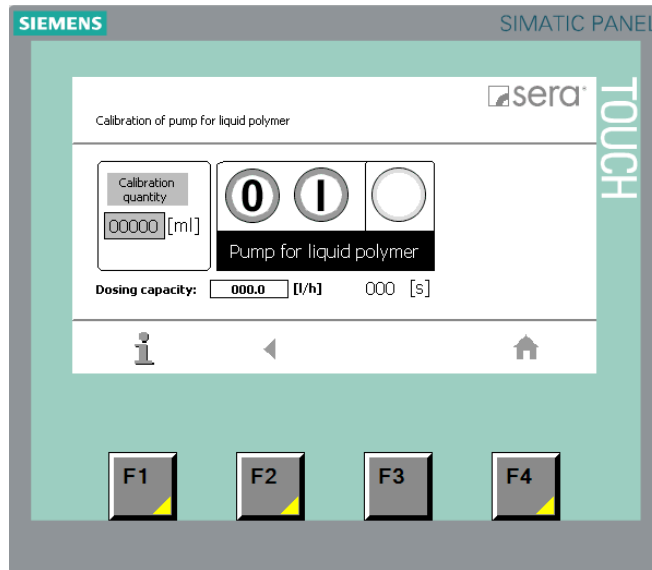 SIEMENS
SIMATIC PANEL
sera
TOUCH
Calibration of pump for liquid polymer
Calibration
quantity
00000 [ml]
0 I
Pump for liquid polymer
Dosing capacity: 000.0 [l/h] 000 [s]
i
F1 F2 F3 F4